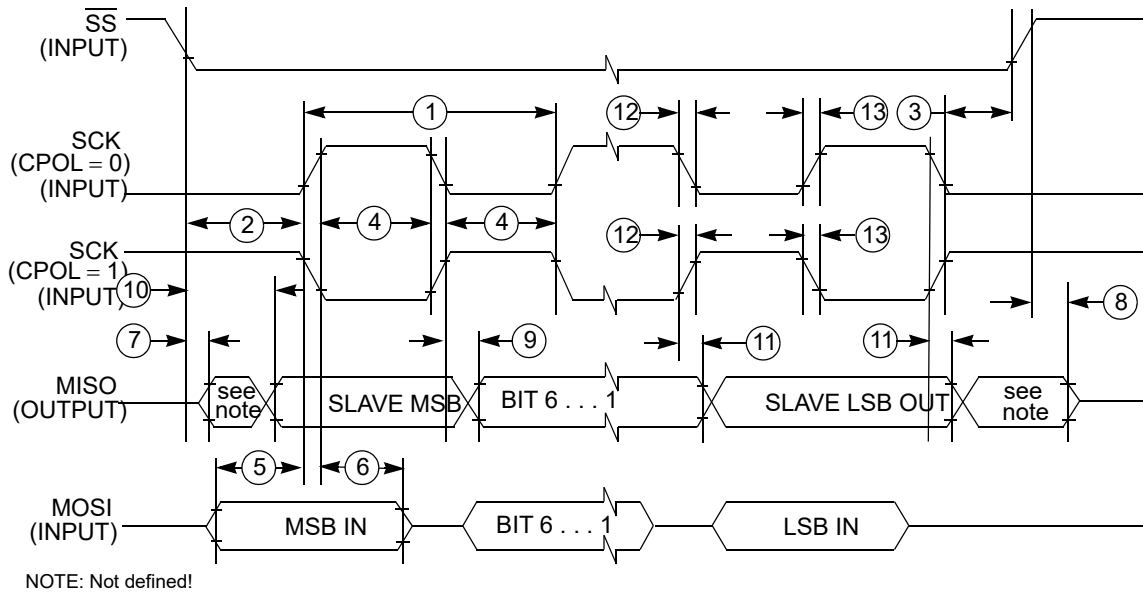 SS
(INPUT)
1
12
13
3
SCK
(CPOL = 0)
(INPUT)
2
4
4
12
13
SCK
(CPOL = 1)
(INPUT)
10
8
7
9
11
11
MISO
(OUTPUT)
see
note
SLAVE MSB
BIT 6 . . . 1
SLAVE LSB OUT
see
note
5
6
MOSI
(INPUT)
MSB IN
BIT 6 . . . 1
LSB IN
NOTE: Not defined!